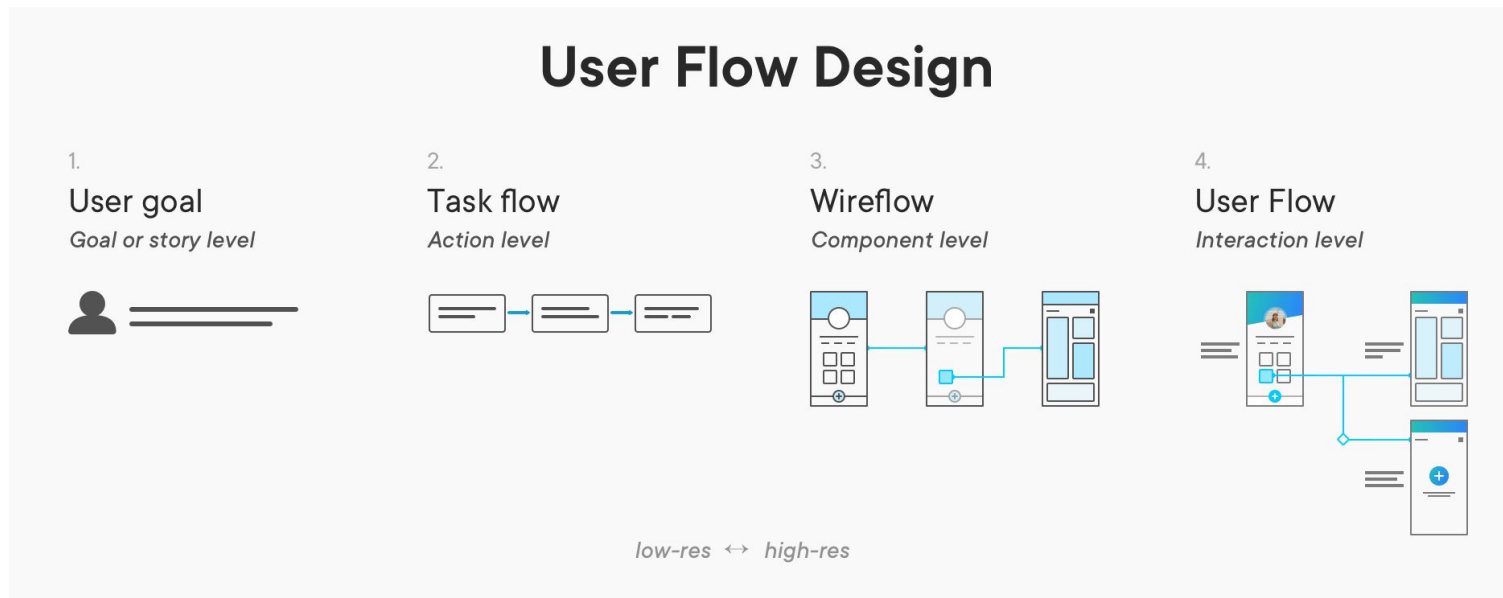 User Flow Design
1.
User goal
Goal or story level
2.
Task flow
Action level
3.
Wireflow
Component level
4.
User Flow
Interaction level
low-res ↔ high-res